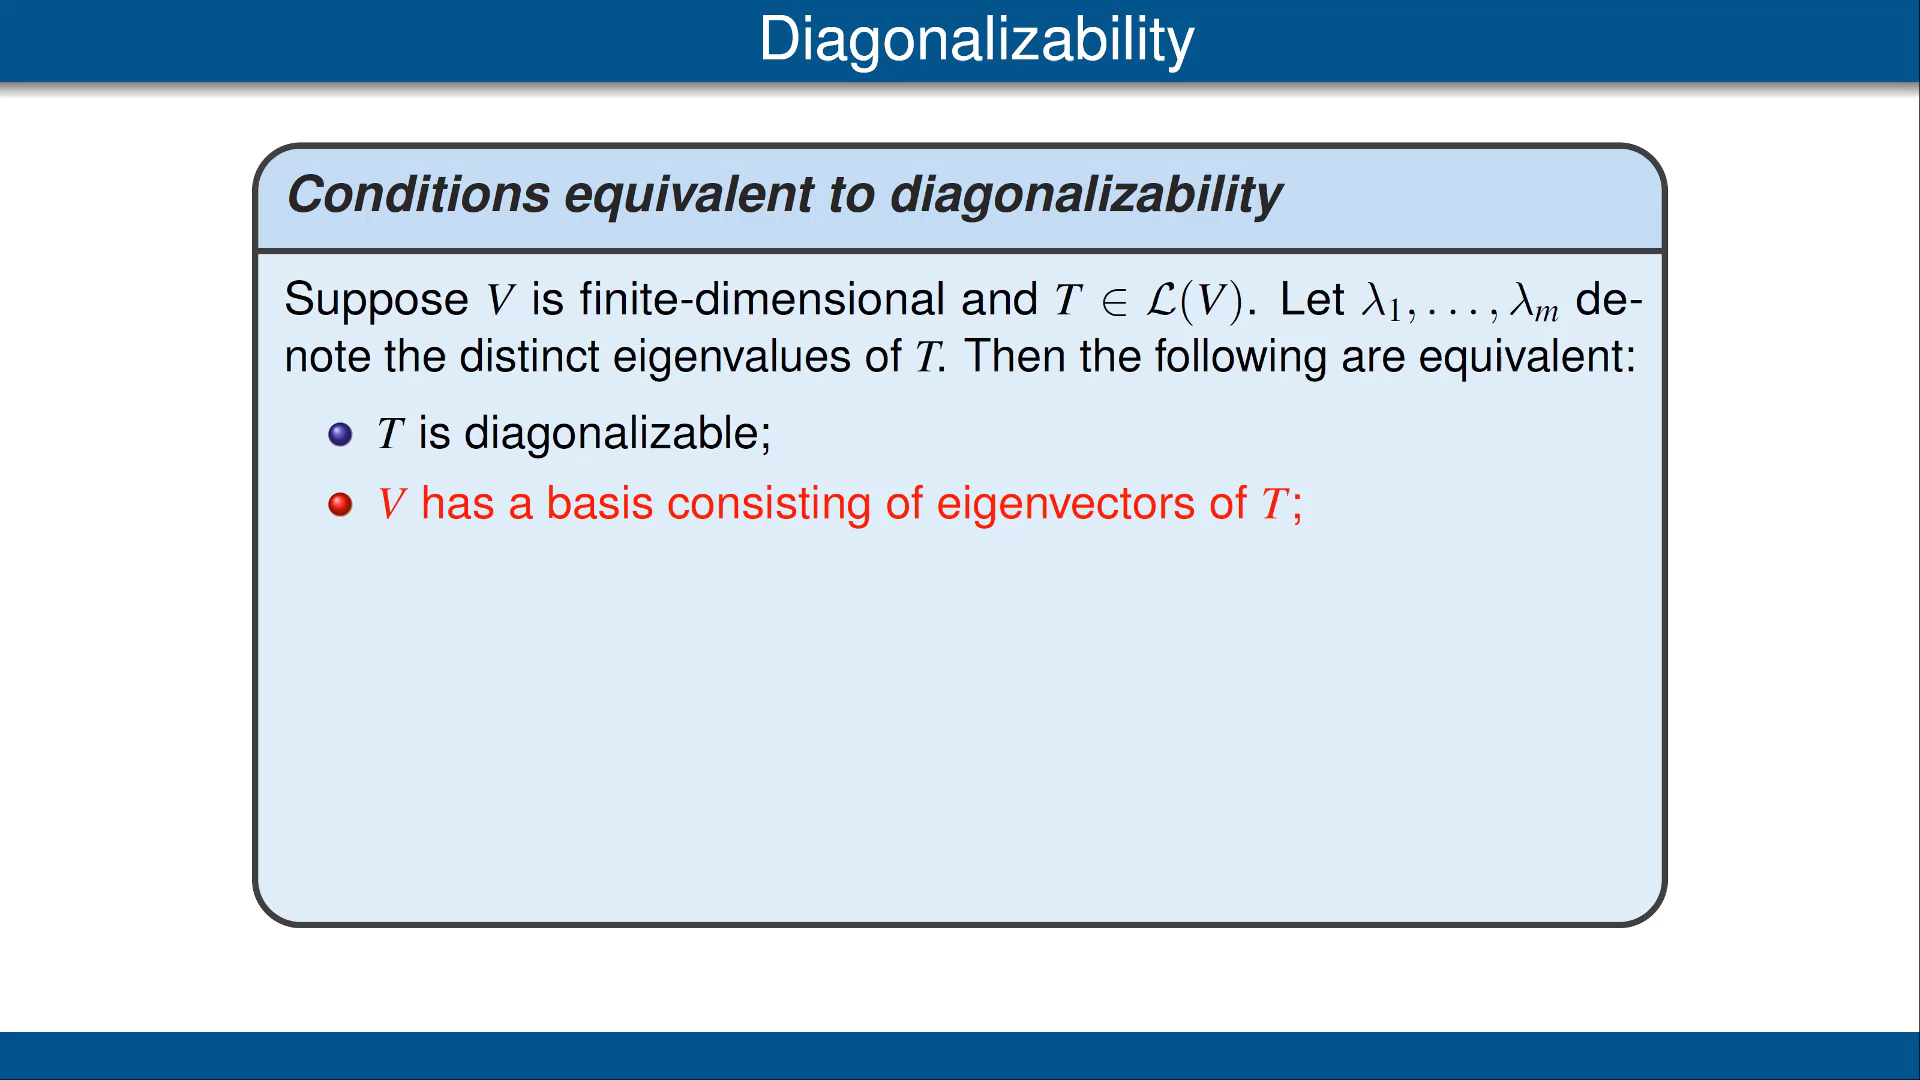 Diagonalizability
Conditions equivalent to diagonalizability
Suppose V is finite-dimensional and T ∈ ℒ(V). Let λ₁, . . . , λₘ de-
note the distinct eigenvalues of T. Then the following are equivalent:
T is diagonalizable;
V has a basis consisting of eigenvectors of T;